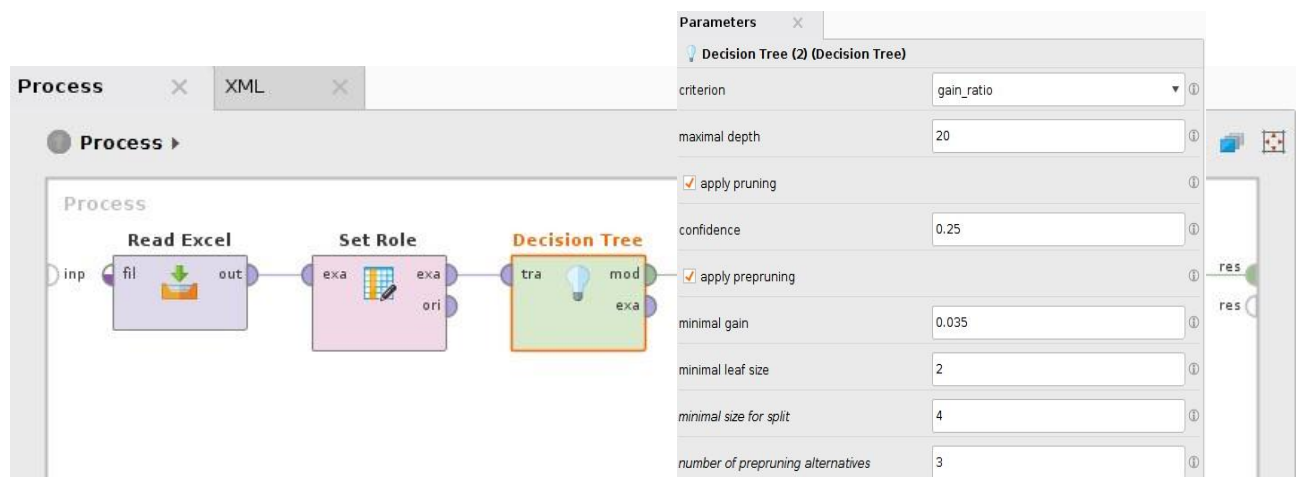 Process
XML
Process
Process
Read Excel
Set Role
Decision Tree
inp
fil
out
exa
exa
ori
tra
mod
exa
res
res
Parameters
Decision Tree (2) (Decision Tree)
criterion
gain_ratio
maximal depth
20
apply pruning
confidence
0.25
apply prepruning
minimal gain
0.035
minimal leaf size
2
minimal size for split
4
number of prepruning alternatives
3